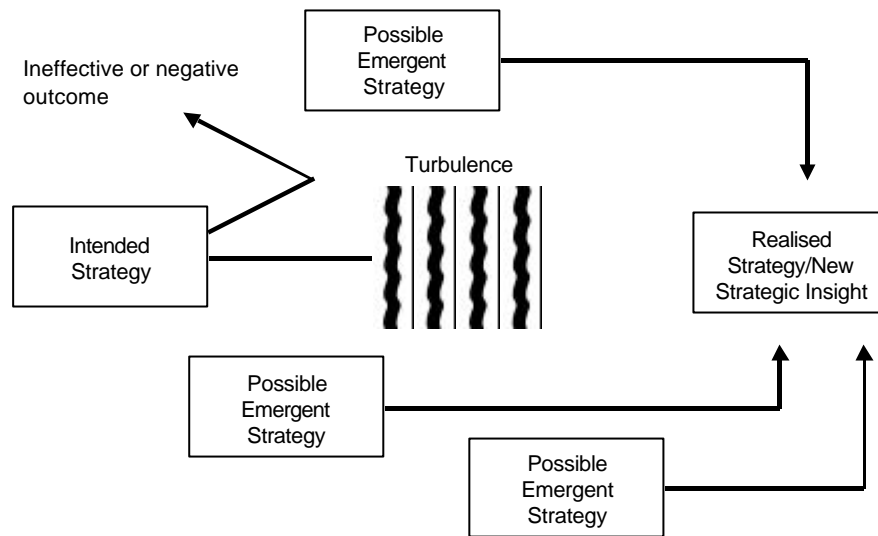 Possible
Emergent
Strategy
Ineffective or negative
outcome
Turbulence
Intended
Strategy
Realised
Strategy/New
Strategic Insight
Possible
Emergent
Strategy
Possible
Emergent
Strategy